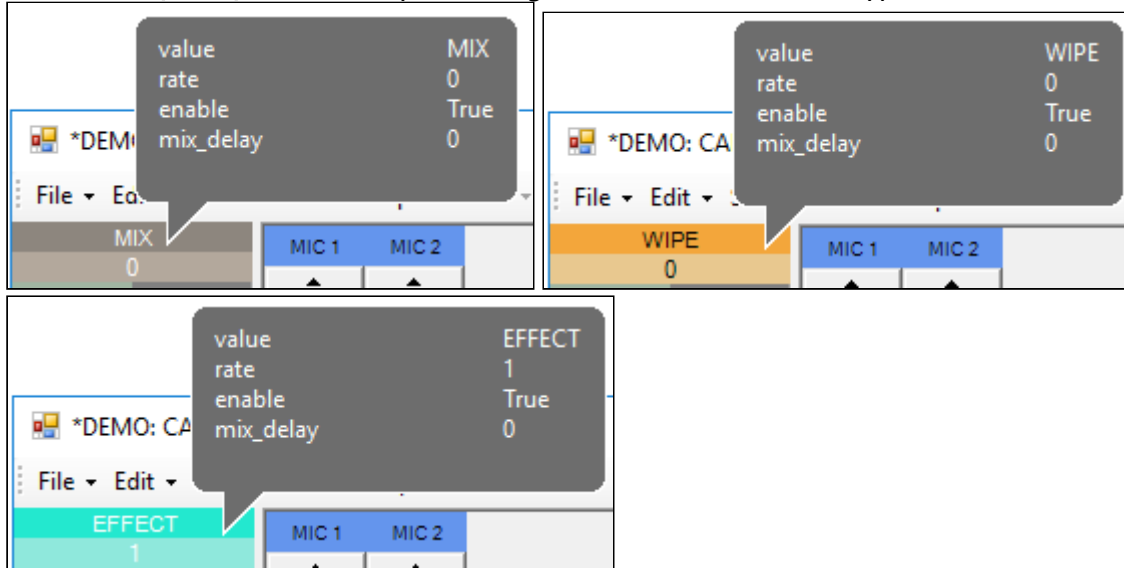 value MIX
rate 0
enable True
mix_delay 0
*DEM
File Ed
MIX
0
MIC 1 MIC 2
value WIPE
rate 0
enable True
mix_delay 0
*DEMO: CA
File Edit
WIPE
0
MIC 1 MIC 2
value EFFECT
rate 1
enable True
mix_delay 0
*DEMO: CA
File Edit
EFFECT
1
MIC 1 MIC 2